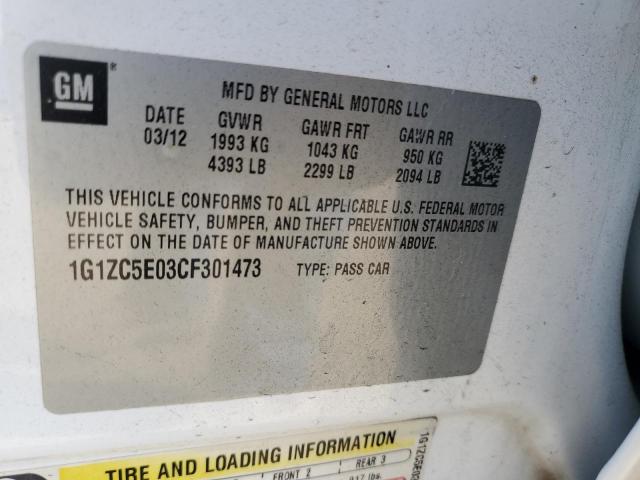 GM®
MFD BY GENERAL MOTORS LLC
DATE GVWR GAWR FRT GAWR RR
03/12 1993 KG 1043 KG 950 KG
4393 LB 2299 LB 2094 LB
THIS VEHICLE CONFORMS TO ALL APPLICABLE U.S. FEDERAL MOTOR
VEHICLE SAFETY, BUMPER, AND THEFT PREVENTION STANDARDS IN
EFFECT ON THE DATE OF MANUFACTURE SHOWN ABOVE.
1G1ZC5E03CF301473 TYPE: PASS CAR
TIRE AND LOADING INFORMATION
FRONT 2 REAR 3